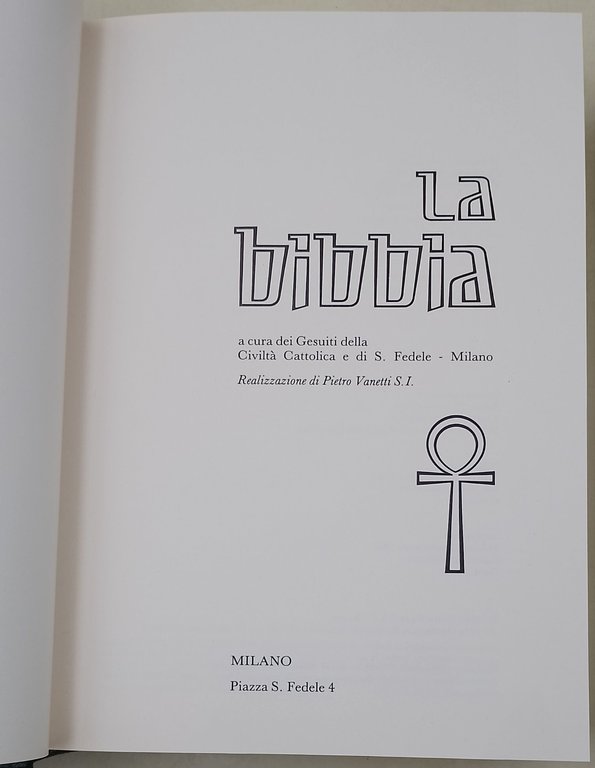 La
bibbia
a cura dei Gesuiti della
Civiltà Cattolica e di S. Fedele - Milano
Realizzazione di Pietro Vanetti S.I.
MILANO
Piazza S. Fedele 4